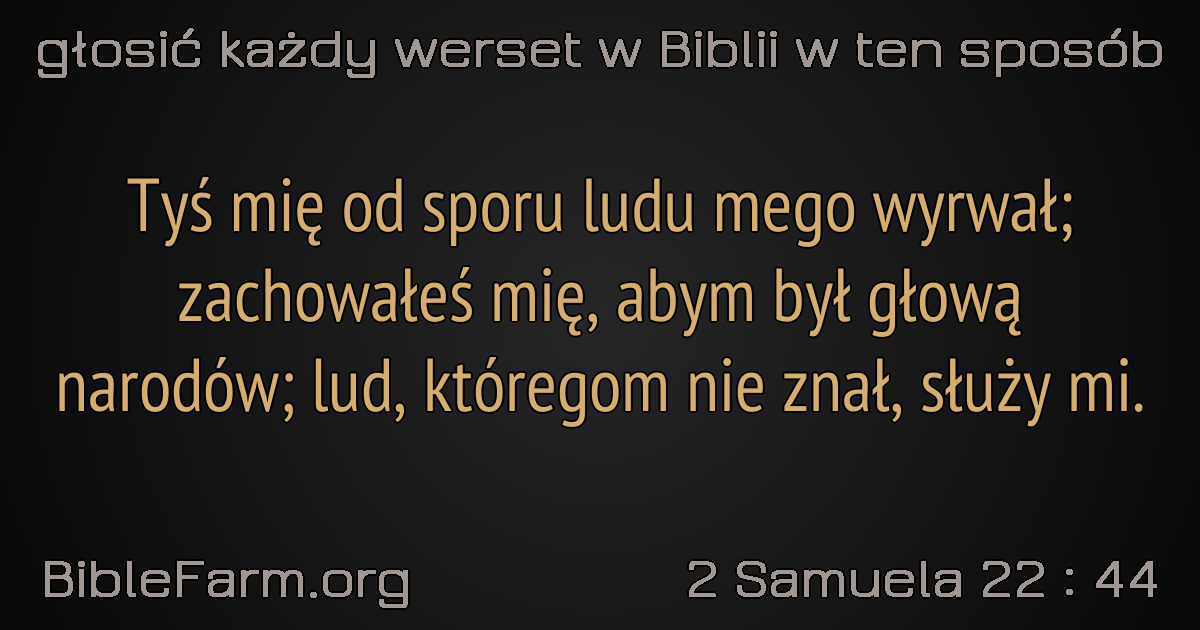 głosić każdy werset w Biblii w ten sposób
Tyś mię od sporu ludu mego wyrwał;
zachowałeś mię, abym był głową
narodów; lud, któregom nie znał, służy mi.
BibleFarm.org
2 Samuela 22 : 44